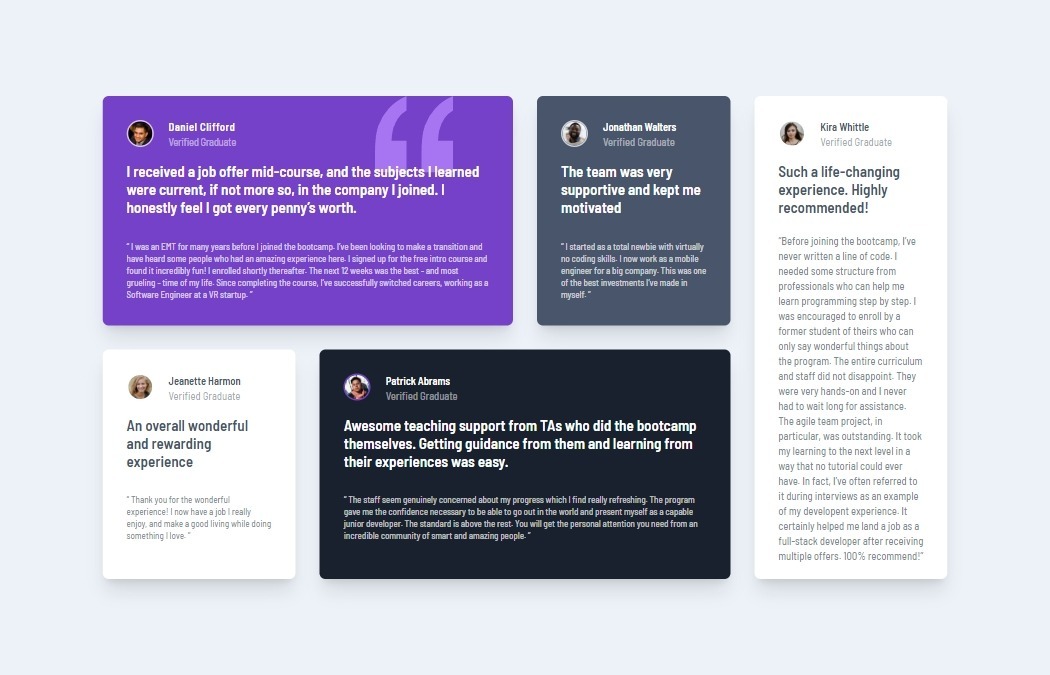 Daniel Clifford
Verified Graduate
I received a job offer mid-course, and the subjects I learned
were current, if not more so, in the company I joined. I
honestly feel I got every penny’s worth.
“ I was an EMT for many years before I joined the bootcamp. I’ve been looking to make a transition and
have heard some people who had an amazing experience here. I signed up for the free intro course and
found it incredibly fun! I enrolled shortly thereafter. The next 12 weeks was the best - and most
grueling - time of my life. Since completing the course, I’ve successfully switched careers, working as a
Software Engineer at a VR startup. ”
Jonathan Walters
Verified Graduate
The team was very
supportive and kept me
motivated
“ I started as a total newbie with virtually
no coding skills. I now work as a mobile
engineer for a big company. This was one
of the best investments I’ve made in
myself. ”
Kira Whittle
Verified Graduate
Such a life-changing
experience. Highly
recommended!
“Before joining the bootcamp, I’ve
never written a line of code. I
needed some structure from
professionals who can help me
learn programming step by step. I
was encouraged to enroll by a
former student of theirs who can
only say wonderful things about
the program. The entire curriculum
and staff did not disappoint. They
were very hands-on and I never
had to wait long for assistance.
The agile team project, in
particular, was outstanding. It took
my learning to the next level in a
way that no tutorial could ever
have. In fact, I’ve often referred to
it during interviews as an example
of my developent experience. It
certainly helped me land a job as a
full-stack developer after receiving
multiple offers. 100% recommend!”
Jeanette Harmon
Verified Graduate
An overall wonderful
and rewarding
experience
“ Thank you for the wonderful
experience! I now have a job I really
enjoy, and make a good living while doing
something I love. ”
Patrick Abrams
Verified Graduate
Awesome teaching support from TAs who did the bootcamp
themselves. Getting guidance from them and learning from
their experiences was easy.
“ The staff seem genuinely concerned about my progress which I find really refreshing. The program
gave me the confidence necessary to be able to go out in the world and present myself as a capable
junior developer. The standard is above the rest. You will get the personal attention you need from an
incredible community of smart and amazing people. ”